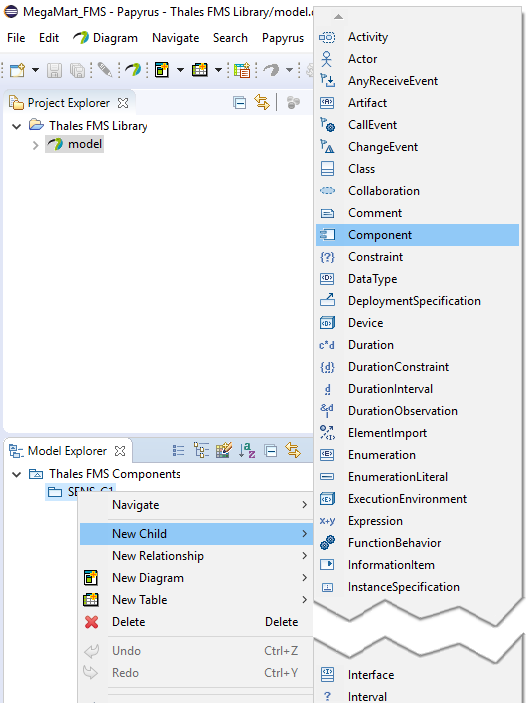 MegaMart_FMS - Papyrus - Thales FMS Library/model.
File Edit Diagram Navigate Search Papyrus
Project Explorer
Thales FMS Library
model
Model Explorer
Thales FMS Components
SENS_C1
Navigate
New Child
New Relationship
New Diagram
New Table
Delete Delete
Undo Ctrl+Z
Redo Ctrl+Y
Activity
Actor
AnyReceiveEvent
Artifact
CallEvent
ChangeEvent
Class
Collaboration
Comment
Component
Constraint
DataType
DeploymentSpecification
Device
Duration
DurationConstraint
DurationInterval
DurationObservation
ElementImport
Enumeration
EnumerationLiteral
ExecutionEnvironment
Expression
FunctionBehavior
InformationItem
InstanceSpecification
Interface
Interval